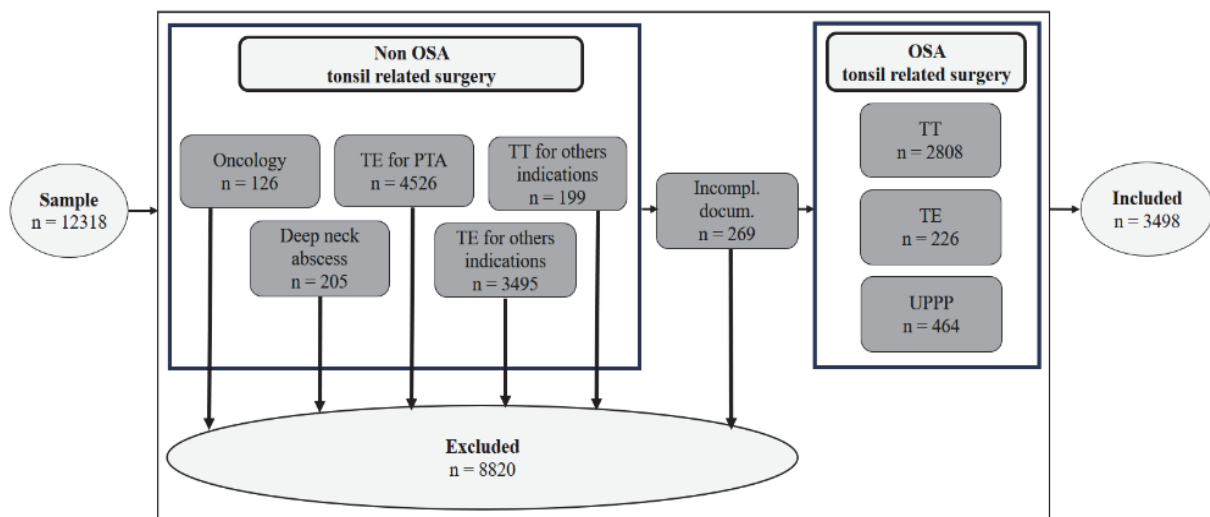 Sample
n = 12318
Non OSA
tonsil related surgery
Oncology
n = 126
TE for PTA
n = 4526
TT for others
indications
n = 199
Deep neck
abscess
n = 205
TE for others
indications
n = 3495
Incompl.
docum.
n = 269
OSA
tonsil related surgery
TT
n = 2808
TE
n = 226
UPPP
n = 464
Included
n = 3498
Excluded
n = 8820